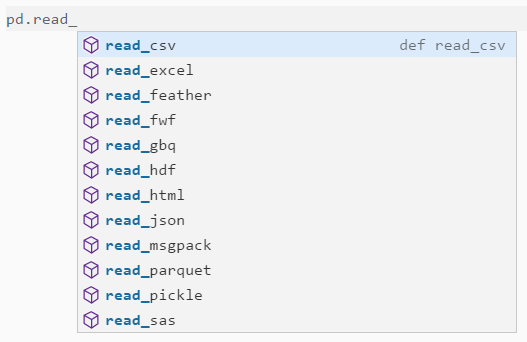 pd.read_
read_csv def read_csv
read_excel
read_feather
read_fwf
read_gbq
read_hdf
read_html
read_json
read_msgpack
read_parquet
read_pickle
read_sas